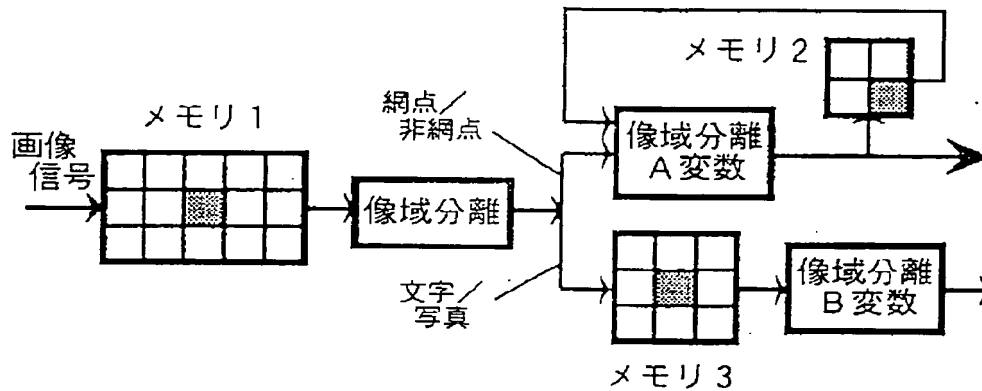 メモリ1
画像
信号
像域分離
網点／
非網点
文字／
写真
像域分離
A変数
メモリ2
メモリ3
像域分離
B変数